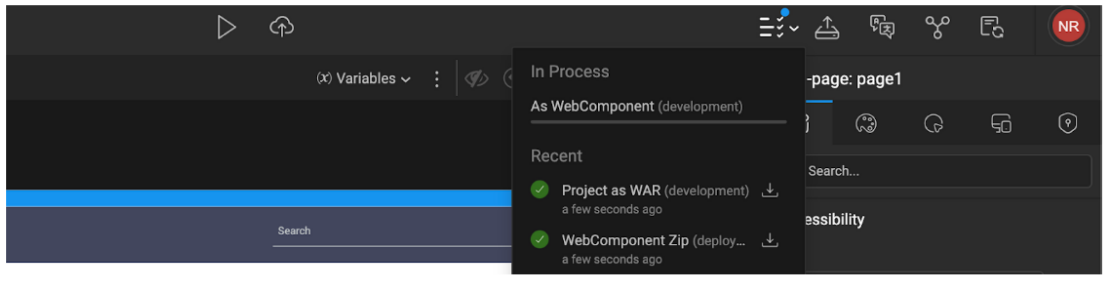 NR
(x) Variables
In Process
As WebComponent (development)
Recent
Project as WAR (development)
a few seconds ago
WebComponent Zip (deploy...
a few seconds ago
-page: page1
Search...
essibility
Search